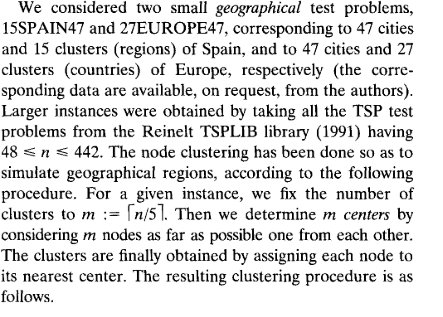 We considered two small geographical test problems,
15SPAIN47 and 27EUROPE47, corresponding to 47 cities
and 15 clusters (regions) of Spain, and to 47 cities and 27
clusters (countries) of Europe, respectively (the corre-
sponding data are available, on request, from the authors).
Larger instances were obtained by taking all the TSP test
problems from the Reinelt TSPLIB library (1991) having
48 ≤ n ≤ 442. The node clustering has been done so as to
simulate geographical regions, according to the following
procedure. For a given instance, we fix the number of
clusters to m := ⌈n/5⌉. Then we determine m centers by
considering m nodes as far as possible one from each other.
The clusters are finally obtained by assigning each node to
its nearest center. The resulting clustering procedure is as
follows.